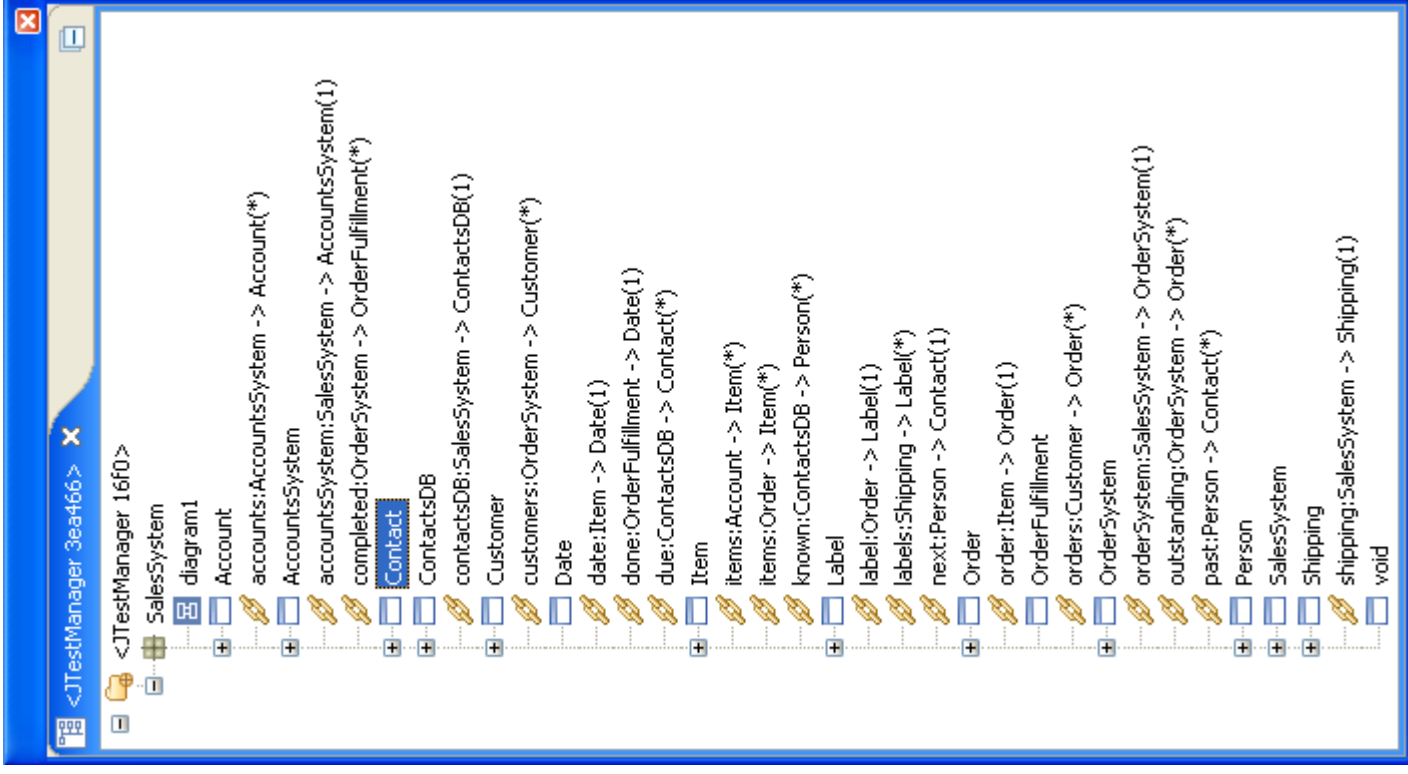 <JTestManager 3ea466>
<JTestManager 16f0>
SalesSystem
diagram1
Account
accounts:AccountsSystem -> Account(*)
AccountsSystem
accountsSystem:SalesSystem -> AccountsSystem(1)
completed:OrderSystem -> OrderFulfillment(*)
Contact
ContactsDB
contactsDB:SalesSystem -> ContactsDB(1)
Customer
customers:OrderSystem -> Customer(*)
Date
date:Item -> Date(1)
done:OrderFulfillment -> Date(1)
due:ContactsDB -> Contact(*)
Item
items:Account -> Item(*)
items:Order -> Item(*)
known:ContactsDB -> Person(*)
Label
label:Order -> Label(1)
labels:Shipping -> Label(*)
next:Person -> Contact(1)
Order
order:Item -> Order(1)
OrderFulfillment
orders:Customer -> Order(*)
OrderSystem
orderSystem:SalesSystem -> OrderSystem(1)
outstanding:OrderSystem -> Order(*)
past:Person -> Contact(*)
Person
SalesSystem
Shipping
shipping:SalesSystem -> Shipping(1)
void